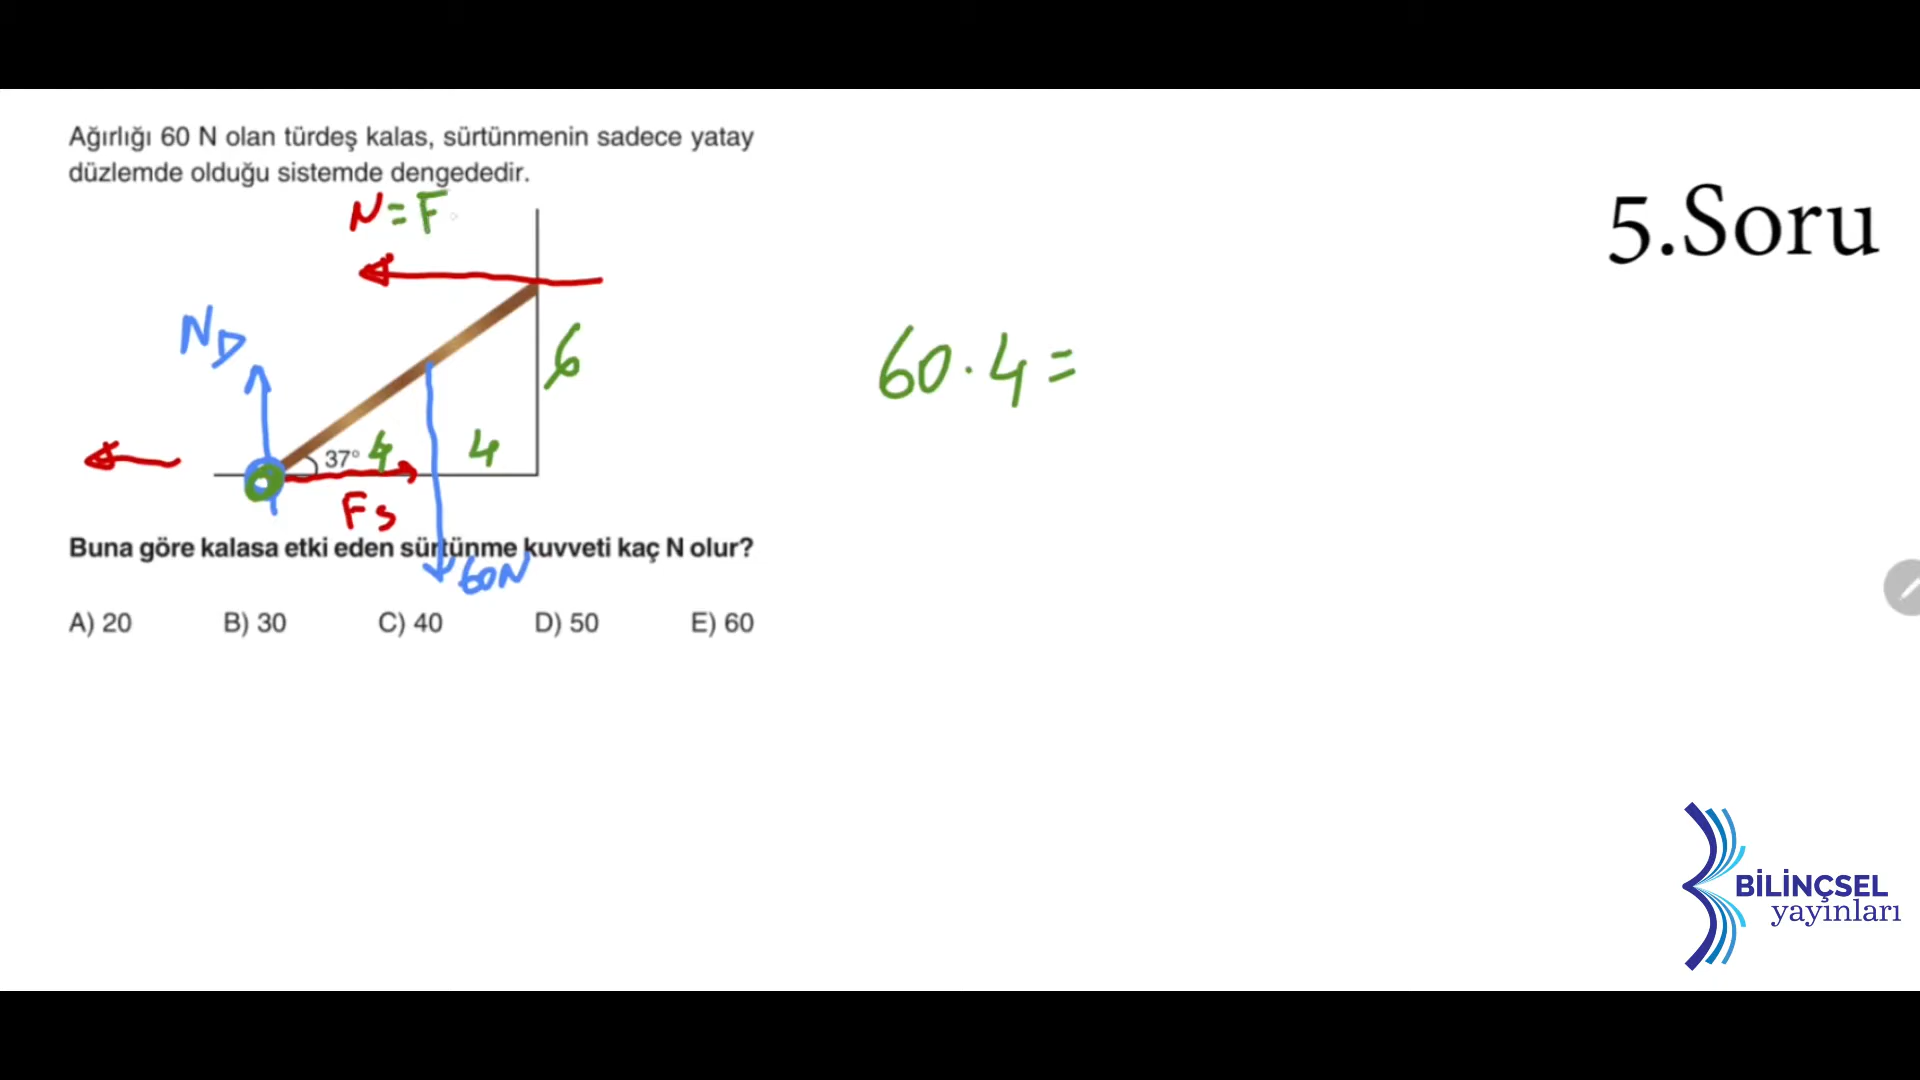 Ağırlığı 60 N olan türdeş kalas, sürtünmenin sadece yatay
düzlemde olduğu sistemde dengededir.
5.Soru
N=F
N_D
6
60.4=
37° 4
4
Fs
Buna göre kalasa etki eden sürtünme kuvveti kaç N olur?
60N
A) 20 B) 30 C) 40 D) 50 E) 60
BİLİNÇSEL
yayınları